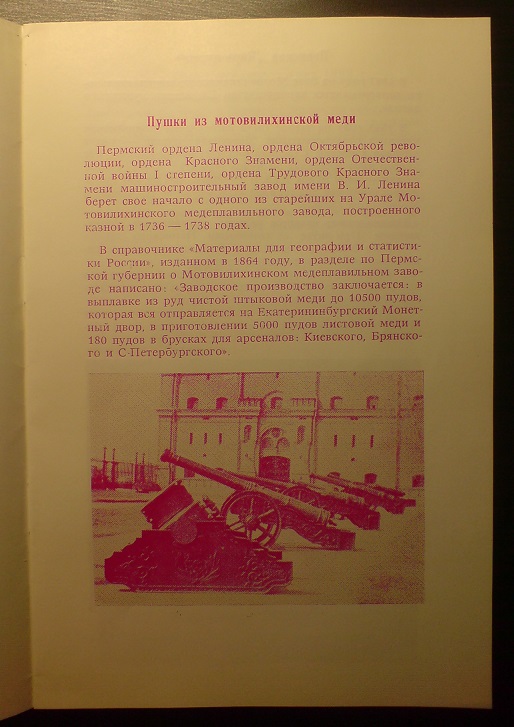 Пушки из мотовилихинской меди
Пермский ордена Ленина, ордена Октябрьской рево-
люции, ордена Красного Знамени, ордена Отечествен-
ной войны I степени, ордена Трудового Красного Зна-
мени машиностроительный завод имени В. И. Ленина
берет свое начало с одного из старейших на Урале Мо-
товилихинского медеплавильного завода, построенного
казной в 1736 — 1738 годах.
В справочнике «Материалы для географии и статисти-
ки России», изданном в 1864 году, в разделе по Перм-
ской губернии о Мотовилихинском медеплавильном заво-
де написано: «Заводское производство заключается: в
выплавке из руд чистой штыковой меди до 10500 пудов,
которая вся отправляется на Екатерининбургский Монет-
ный двор, в приготовлении 5000 пудов листовой меди и
180 пудов в брусках для арсеналов: Киевского, Брянско-
го и С-Петербургского».